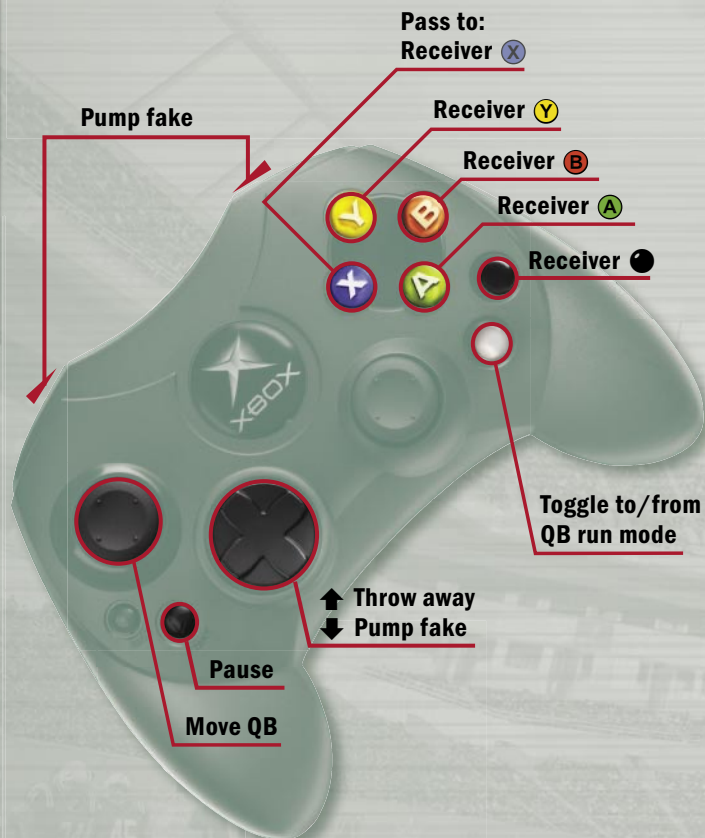 Pass to:
Receiver X
Pump fake
Receiver Y
Receiver B
Receiver A
Receiver
Y
B
X
A
XBOX
Toggle to/from
QB run mode
Throw away
Pump fake
Pause
Move QB